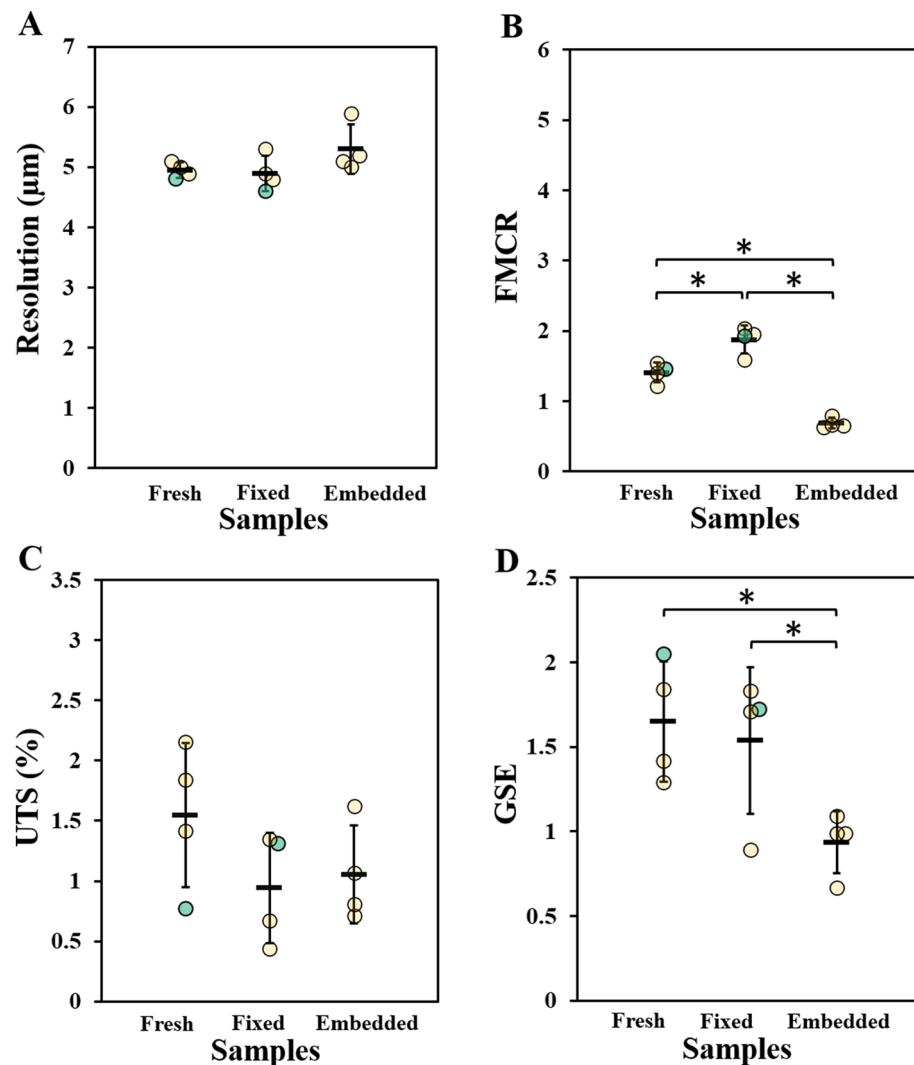 A
Resolution (μm)
7
6
5
4
3
2
1
0
Fresh Fixed Embedded
Samples
B
FMCR
6
5
4
3
2
1
0
*
* *
Fresh Fixed Embedded
Samples
C
UTS (%)
3.5
3
2.5
2
1.5
1
0.5
0
Fresh Fixed Embedded
Samples
D
GSE
2.5
2
1.5
1
0.5
0
*
*
Fresh Fixed Embedded
Samples